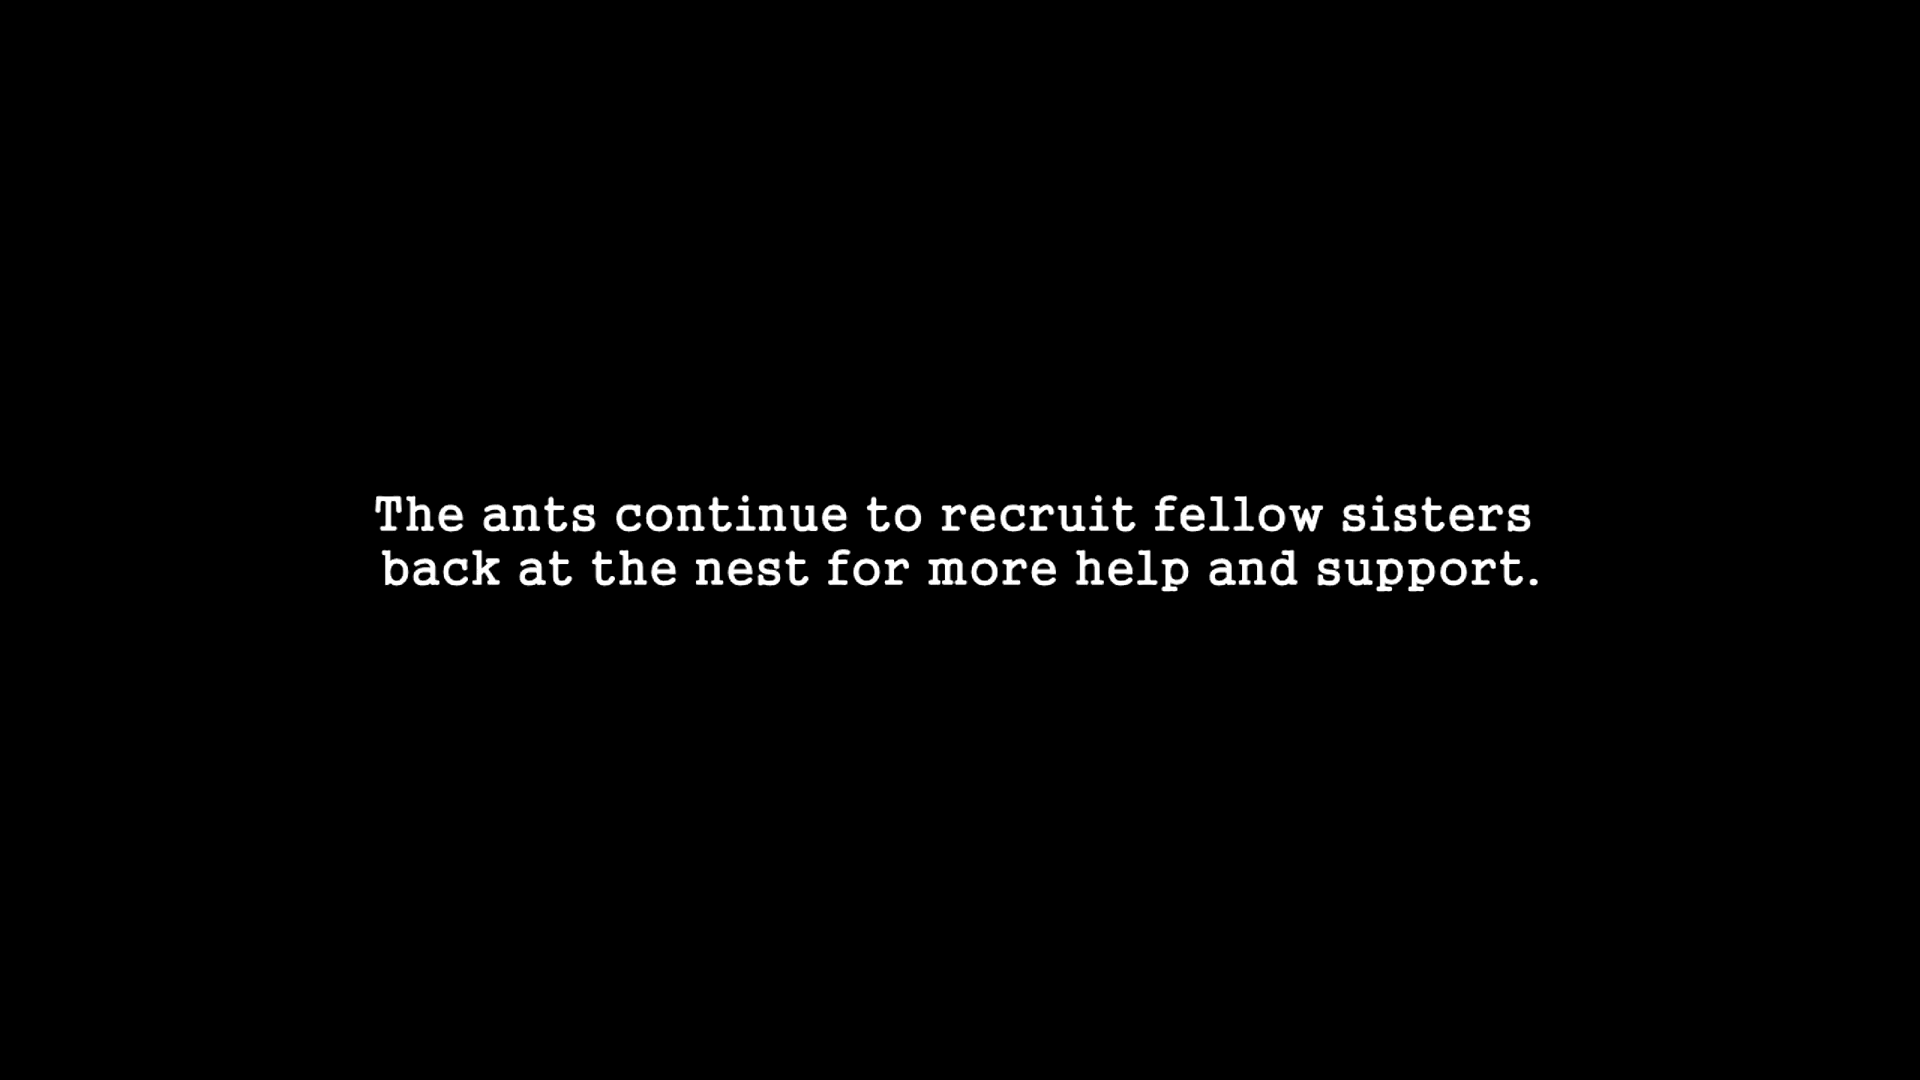 The ants continue to recruit fellow sisters
back at the nest for more help and support.